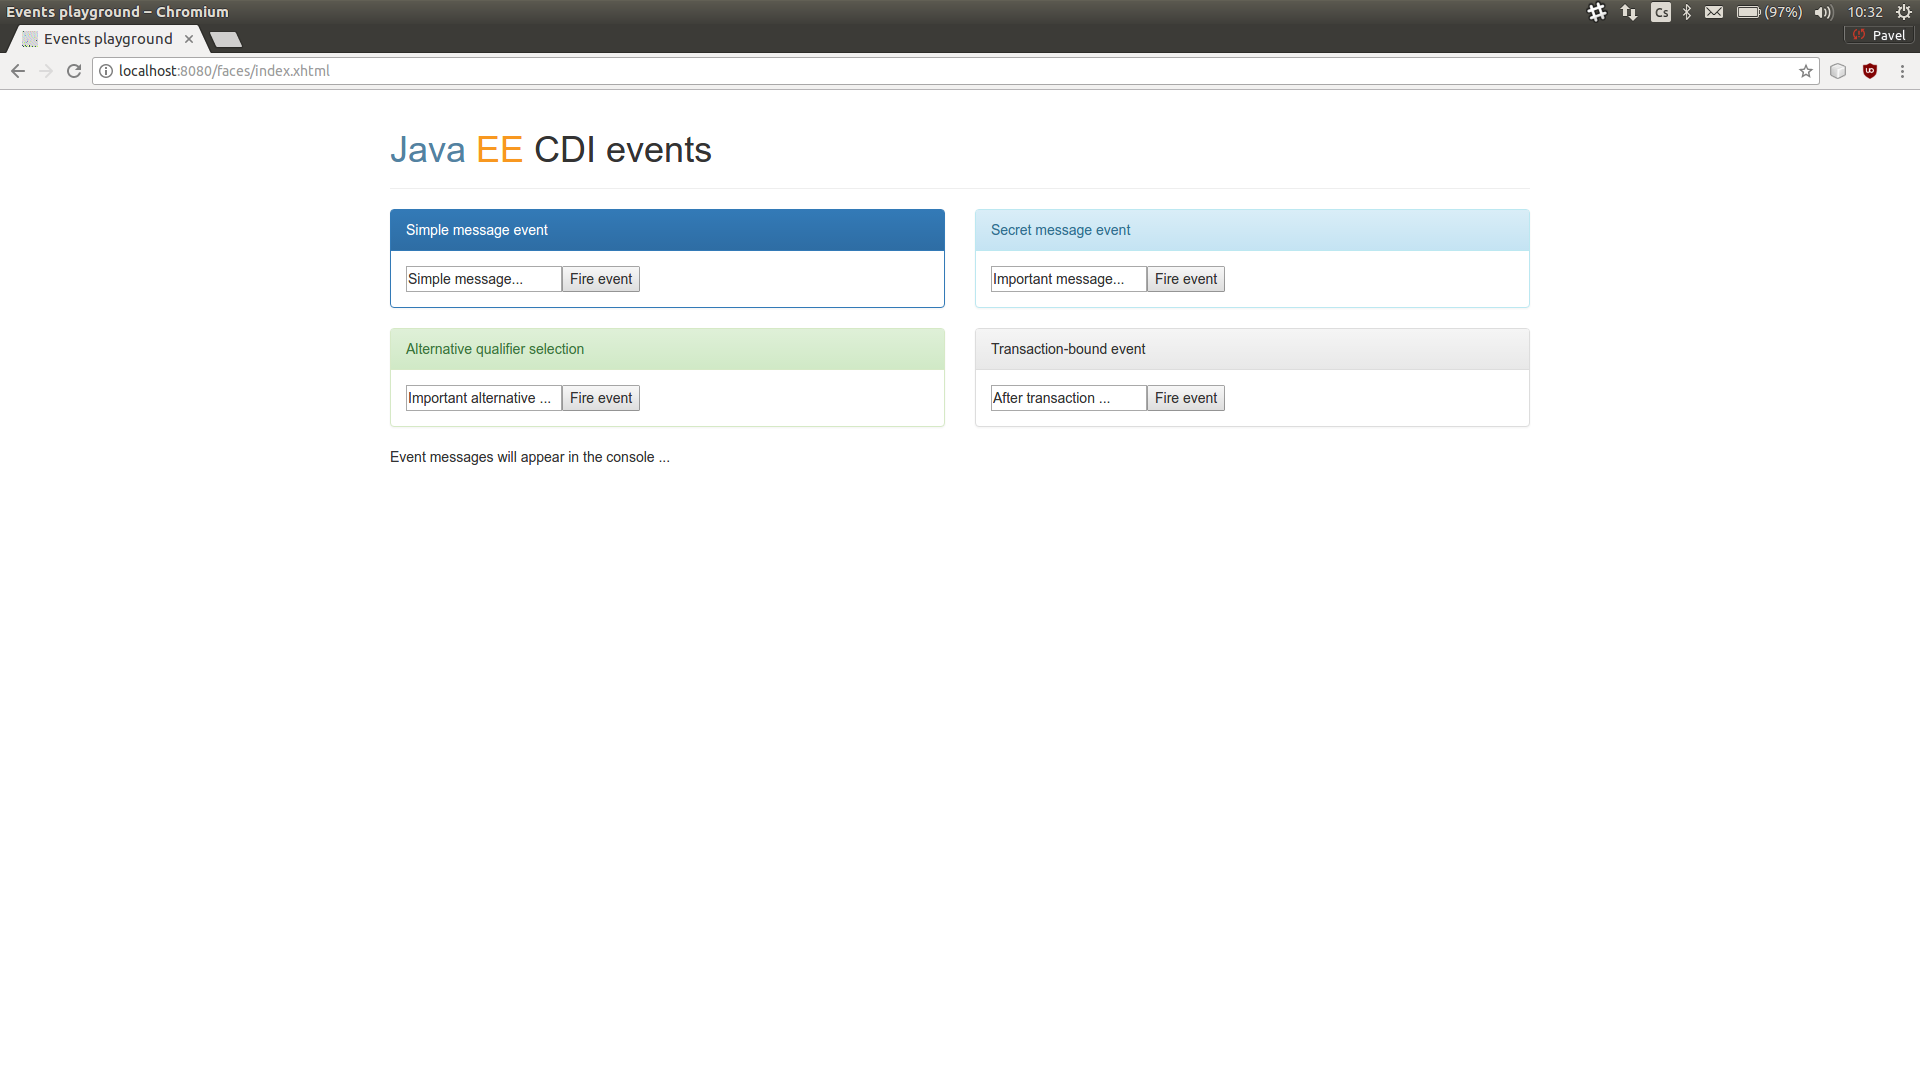 Events playground – Chromium
Cs (97%) 10:32
Events playground
Pavel
localhost:8080/faces/index.xhtml
Java EE CDI events
Simple message event
Simple message... Fire event
Secret message event
Important message... Fire event
Alternative qualifier selection
Important alternative ... Fire event
Transaction-bound event
After transaction ... Fire event
Event messages will appear in the console ...